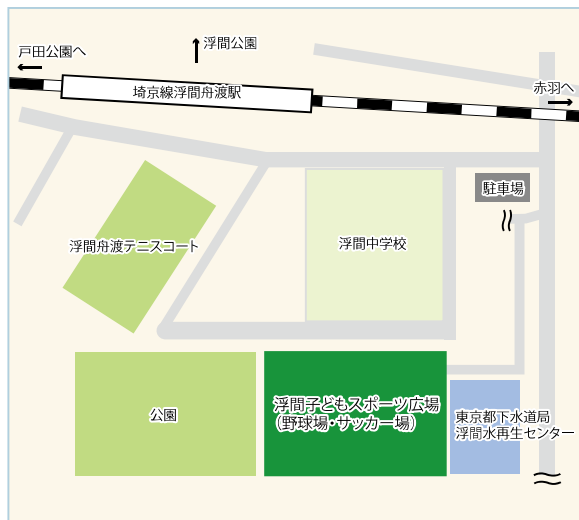 戸田公園へ
浮間公園
埼京線浮間舟渡駅
赤羽へ
駐車場
浮間舟渡テニスコート
浮間中学校
公園
浮間子どもスポーツ広場
(野球場・サッカー場)
東京都下水道局
浮間水再生センター